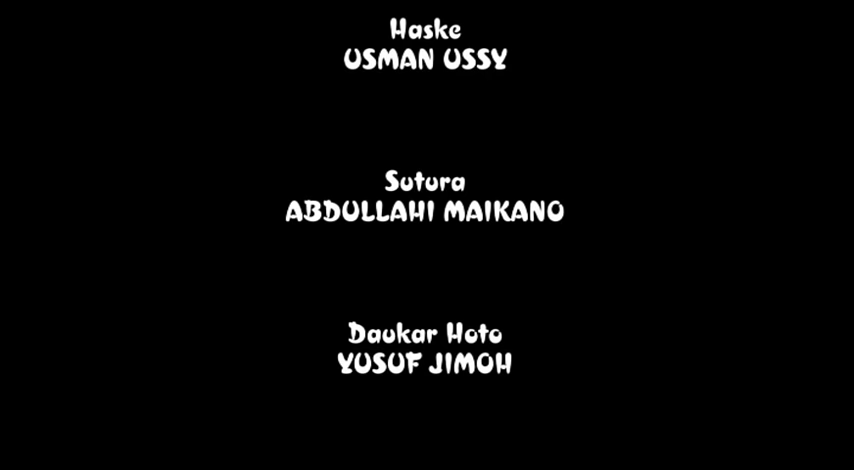 Haske
USMAN USSY
Sutura
ABDULLAHI MAIKANO
Daukar Hoto
YUSUF JIMOH